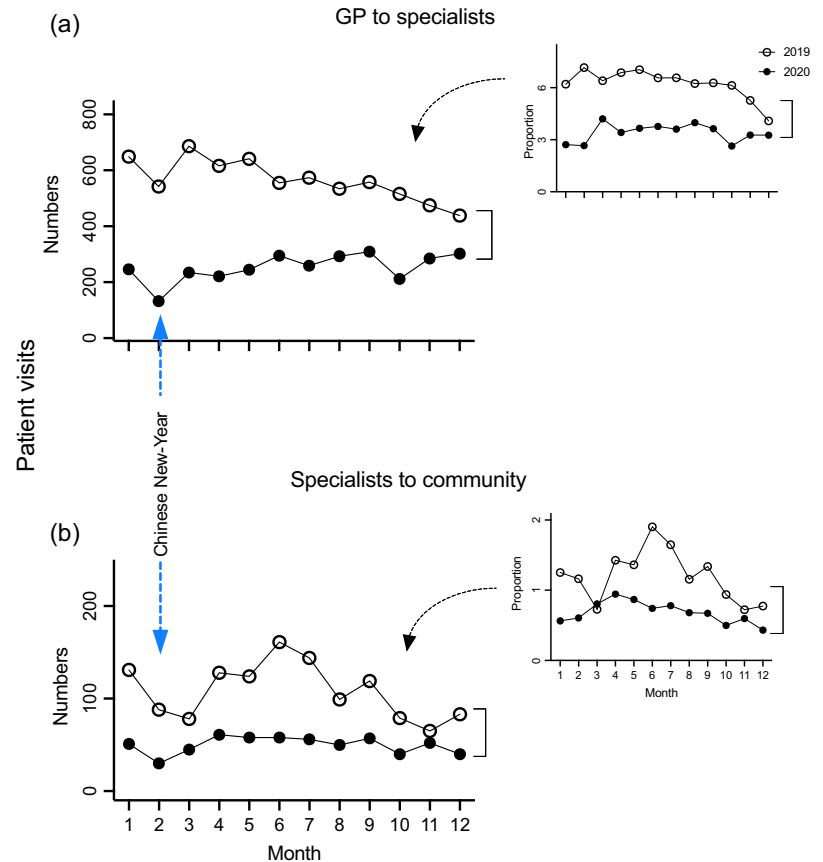 (a)
GP to specialists
2019
2020
Proportion
6
3
0
Numbers
800
600
400
200
0
Patient visits
Chinese New-Year
Specialists to community
(b)
Proportion
2
1
0
1 2 3 4 5 6 7 8 9 10 11 12
Month
Numbers
200
100
0
1 2 3 4 5 6 7 8 9 10 11 12
Month